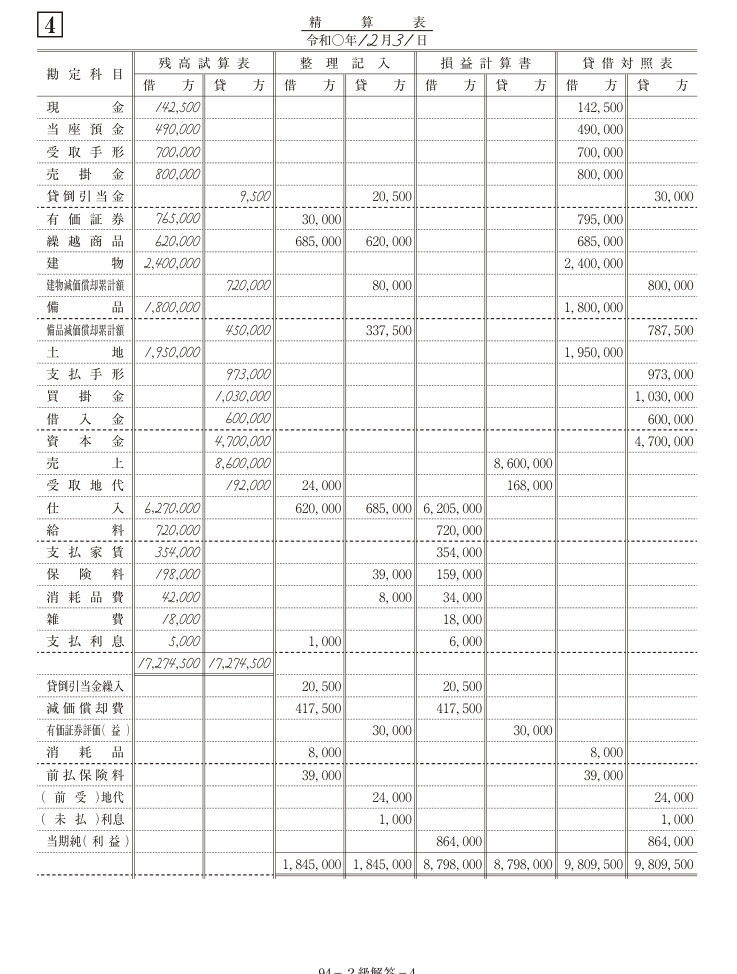 4
精算表
令和○年12月31日
勘定科目 残高試算表 整理記入 損益計算書 貸借対照表
借方 貸方 借方 貸方 借方 貸方 借方 貸方
現金 142,500 142,500
当座預金 490,000 490,000
受取手形 700,000 700,000
売掛金 800,000 800,000
貸倒引当金 9,500 20,500 30,000
有価証券 765,000 30,000 795,000
繰越商品 620,000 685,000 620,000 685,000
建物 2,400,000 2,400,000
建物減価償却累計額 720,000 80,000 800,000
備品 1,800,000 1,800,000
備品減価償却累計額 450,000 337,500 787,500
土地 1,950,000 1,950,000
支払手形 973,000 973,000
買掛金 1,030,000 1,030,000
借入金 600,000 600,000
資本金 4,700,000 4,700,000
売上 8,600,000 8,600,000
受取地代 192,000 24,000 168,000
仕入 6,270,000 620,000 685,000 6,205,000
給料 720,000 720,000
支払家賃 354,000 354,000
保険料 198,000 39,000 159,000
消耗品費 42,000 8,000 34,000
雑費 18,000 18,000
支払利息 5,000 1,000 6,000
17,274,500 17,274,500
貸倒引当金繰入 20,500 20,500
減価償却費 417,500 417,500
有価証券評価(益) 30,000 30,000
消耗品 8,000 8,000
前払保険料 39,000 39,000
(前受)地代 24,000 24,000
(未払)利息 1,000 1,000
当期純(利益) 864,000 864,000
1,845,000 1,845,000 8,798,000 8,798,000 9,809,500 9,809,500
94－2級解答－4